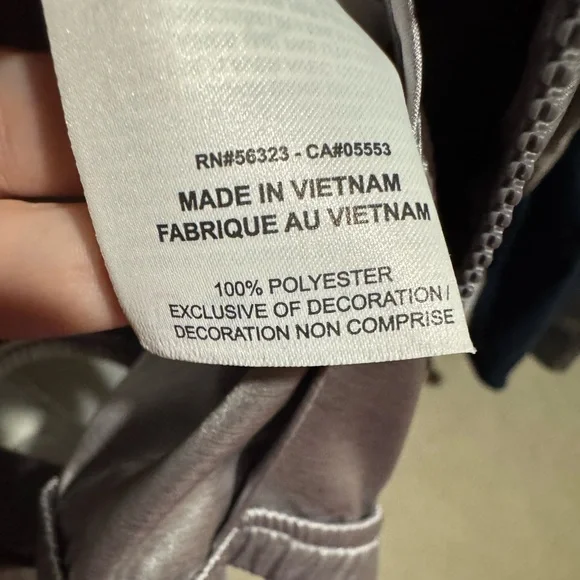 RN#56323 - CA#05553
MADE IN VIETNAM
FABRIQUE AU VIETNAM
100% POLYESTER
EXCLUSIVE OF DECORATION/
DECORATION NON COMPRISE